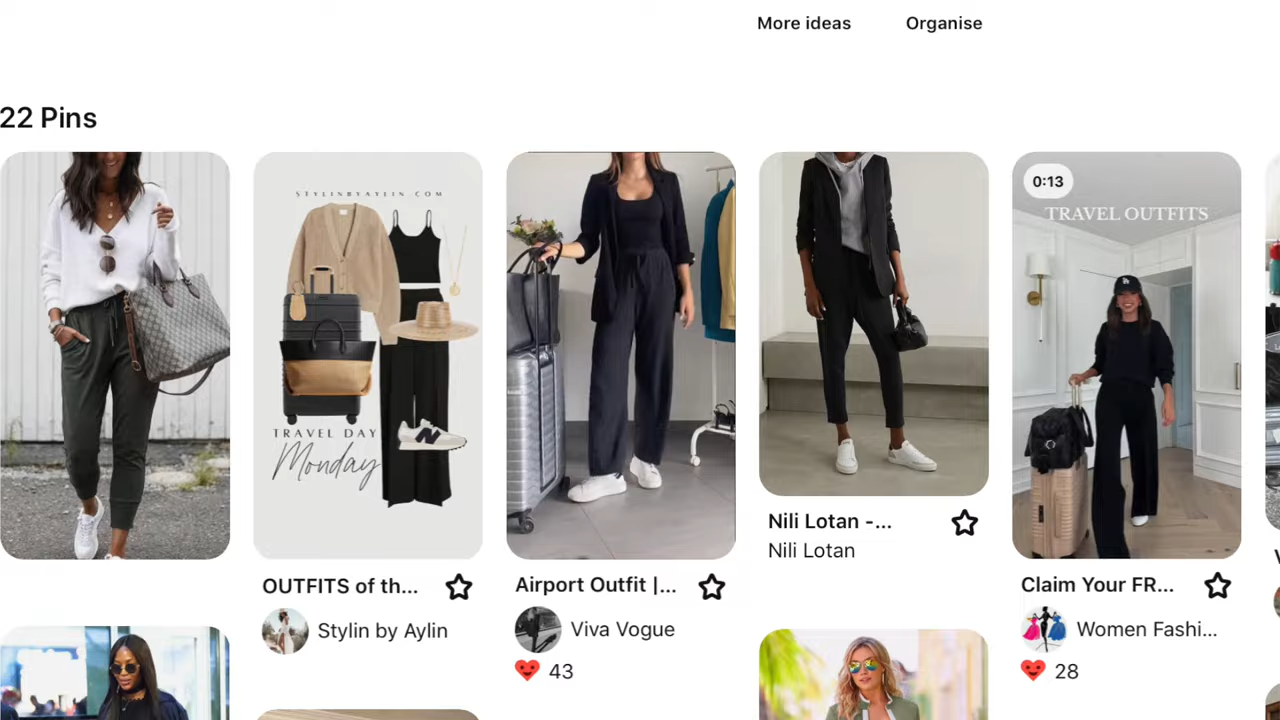 More ideas
Organise
22 Pins
STYLINBYAYLIN.COM
TRAVEL DAY
Monday
N
0:13
TRAVEL OUTFITS
LA
Nili Lotan -...
Nili Lotan
OUTFITS of th...
Stylin by Aylin
Airport Outfit |...
Viva Vogue
43
Claim Your FR...
Women Fashi...
28